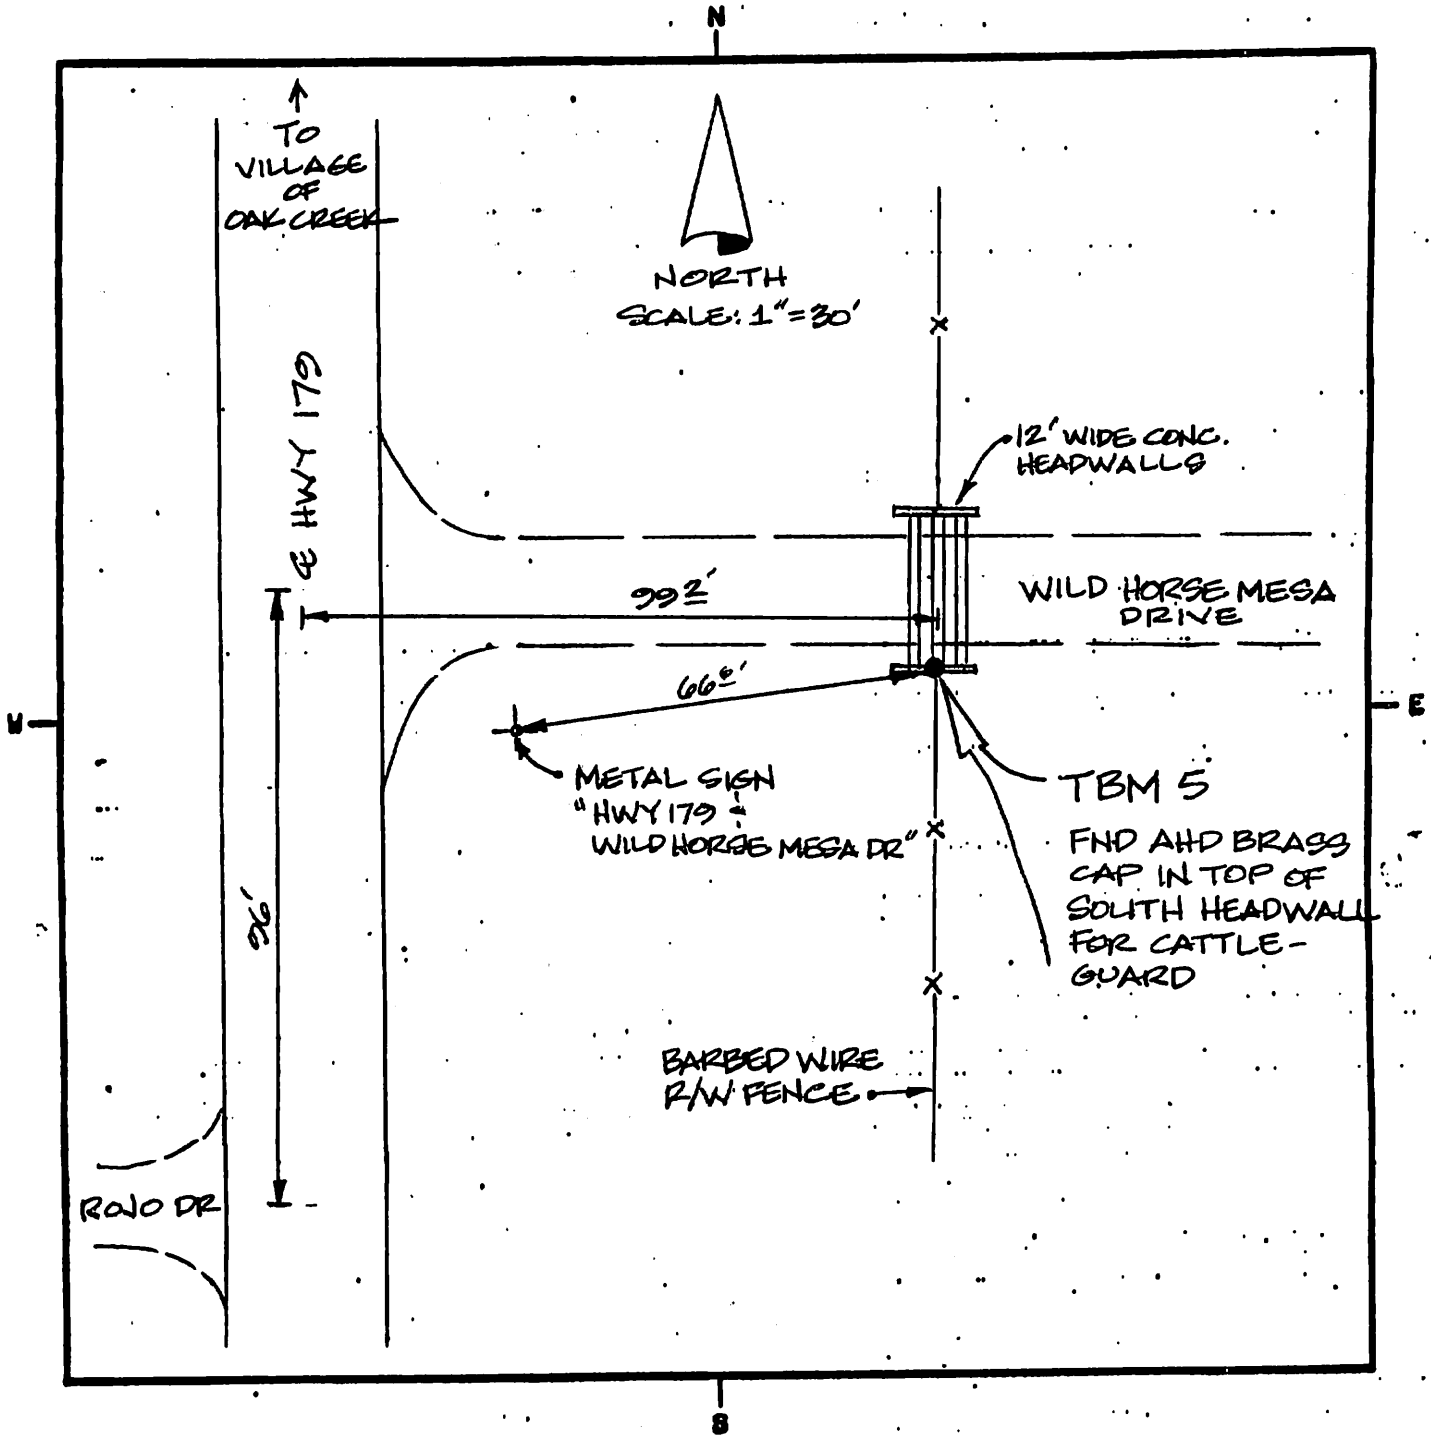 N
↑
TO
VILLAGE
OF
OAK CREEK
NORTH
SCALE: 1"=30'
℄ HWY 179
12' WIDE CONC.
HEADWALLS
99 2'
WILD HORSE MESA
DRIVE
66 6'
W
E
METAL SIGN
"HWY 179 &
WILD HORSE MESA DR"
TBM 5
FND AHD BRASS
CAP IN TOP OF
SOUTH HEADWALL
FOR CATTLE-
GUARD
96'
BARBED WIRE
R/W FENCE
ROJO DR
S